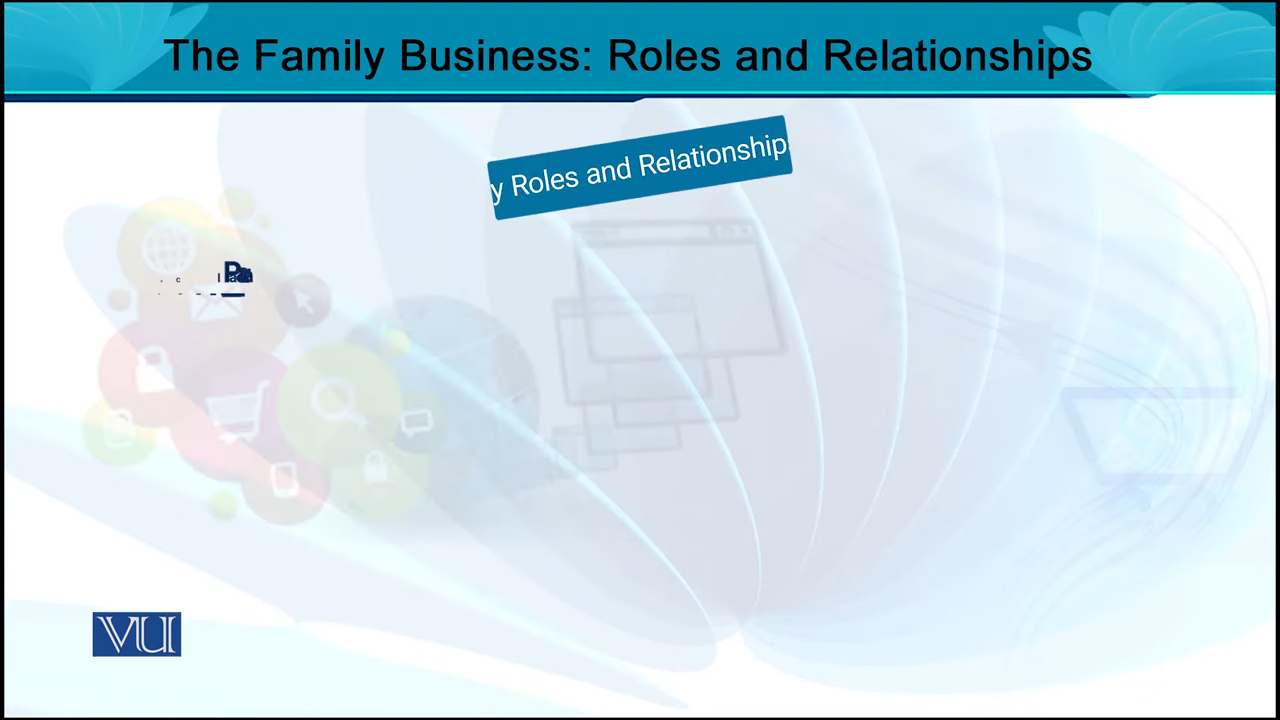 The Family Business: Roles and Relationships
y Roles and Relationship
VU